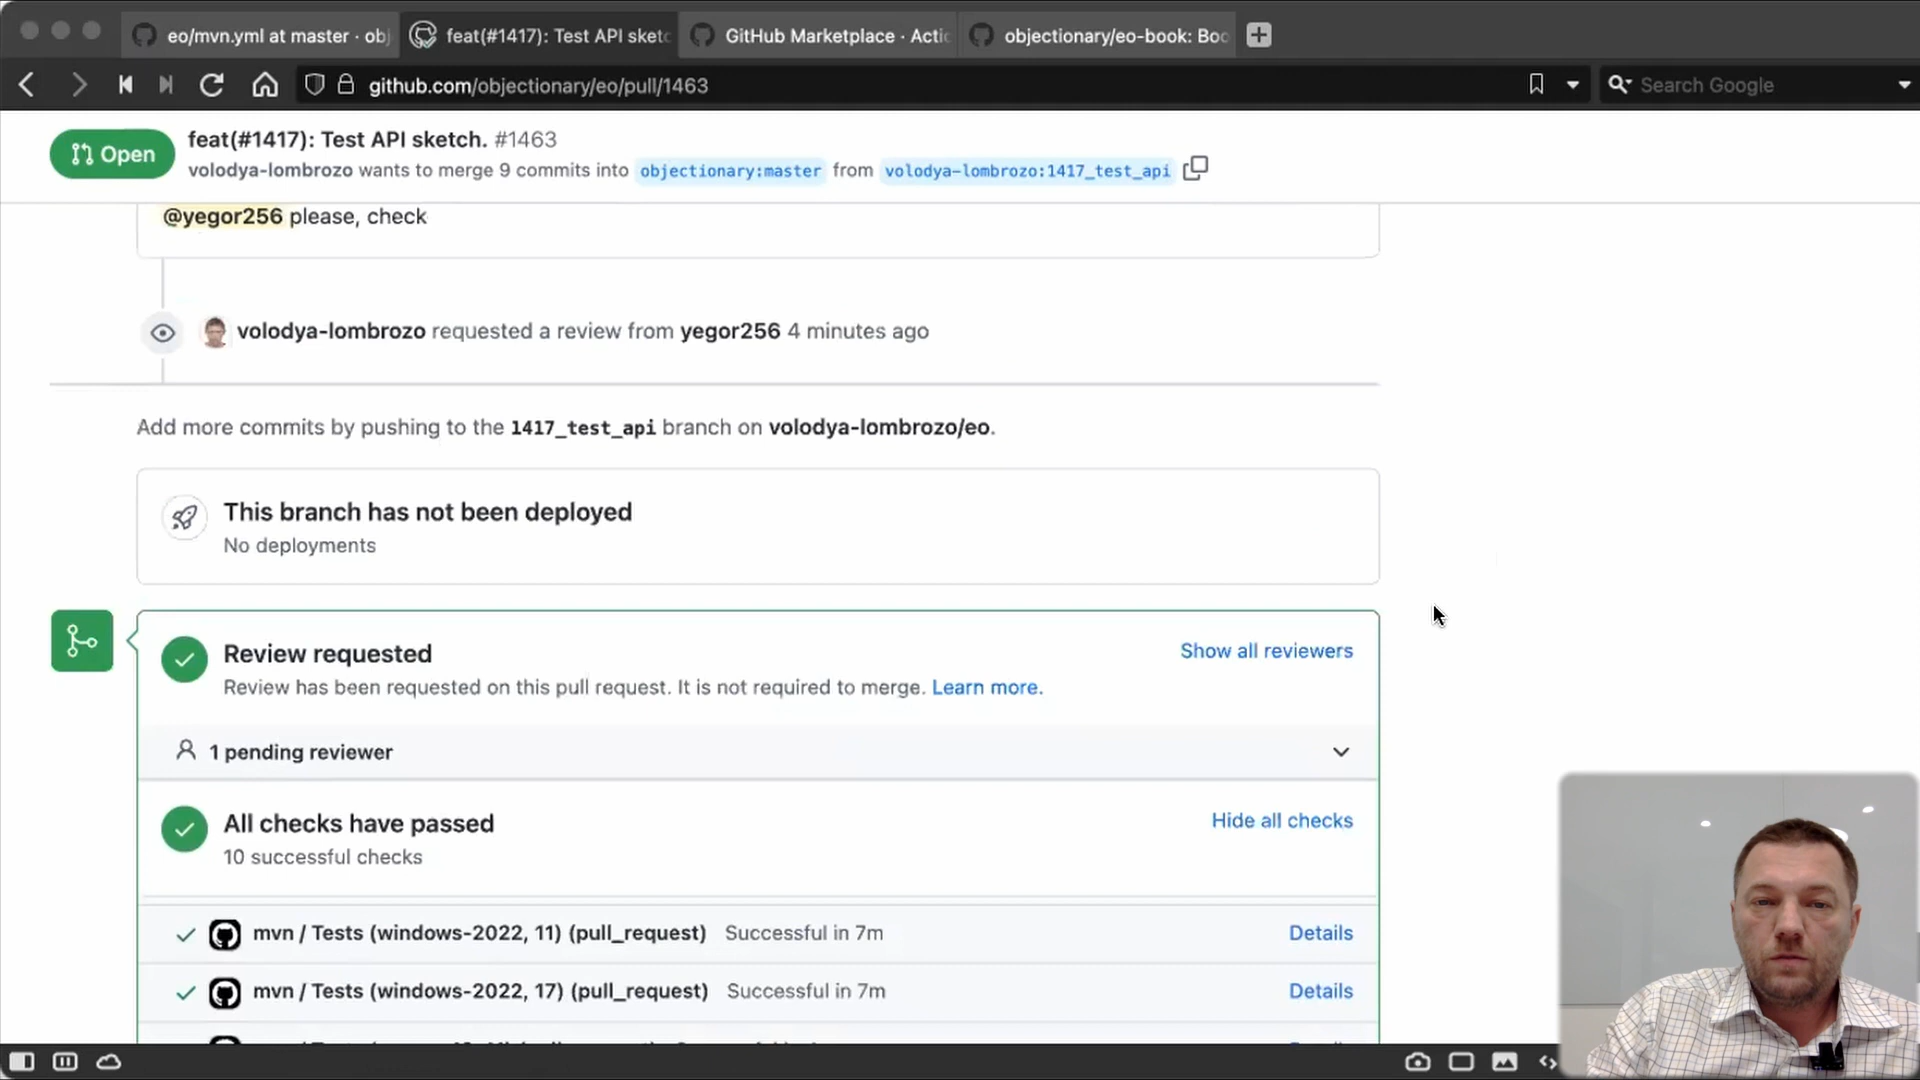 eo/mvn.yml at master · obj
feat(#1417): Test API sketc
GitHub Marketplace · Actio
objectionary/eo-book: Boo
github.com/objectionary/eo/pull/1463
Search Google
Open
feat(#1417): Test API sketch. #1463
volodya-lombrozo wants to merge 9 commits into objectionary:master from volodya-lombrozo:1417_test_api
@yegor256 please, check
volodya-lombrozo requested a review from yegor256 4 minutes ago
Add more commits by pushing to the 1417_test_api branch on volodya-lombrozo/eo.
This branch has not been deployed
No deployments
Review requested
Show all reviewers
Review has been requested on this pull request. It is not required to merge. Learn more.
1 pending reviewer
All checks have passed
Hide all checks
10 successful checks
mvn / Tests (windows-2022, 11) (pull_request) Successful in 7m Details
mvn / Tests (windows-2022, 17) (pull_request) Successful in 7m Details